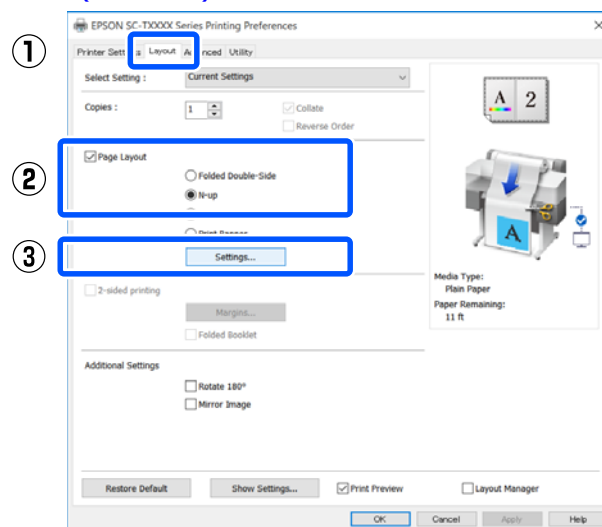 EPSON SC-TXXXX Series Printing Preferences
① Layout
Select Setting : Current Settings
Copies : 1 Collate
Reverse Order
A 2
② Page Layout
Folded Double-Side
N-up
③ Settings...
A
Media Type:
Plain Paper
Paper Remaining:
11 ft
2-sided printing
Margins...
Folded Booklet
Additional Settings
Rotate 180°
Mirror Image
Restore Default Show Settings... Print Preview Layout Manager
OK Cancel Apply Help